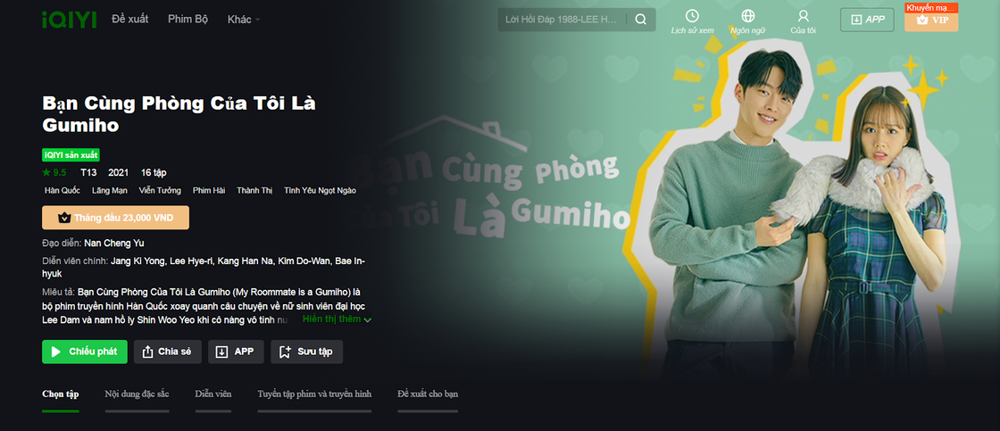 iQIYI Đề xuất Phim Bộ Khác Lời Hồi Đáp 1988-LEE H... Lịch sử xem Ngôn ngữ Của tôi APP Khuyến mạ... VIP
Bạn Cùng Phòng Của Tôi Là
Gumiho
iQIYI sản xuất
9.5 T13 2021 16 tập
Hàn Quốc Lãng Mạn Viễn Tưởng Phim Hài Thành Thị Tình Yêu Ngọt Ngào
Tháng đầu 23,000 VND
Đạo diễn: Nan Cheng Yu
Diễn viên chính: Jang Ki Yong, Lee Hye-ri, Kang Han Na, Kim Do-Wan, Bae In-
hyuk
Miêu tả: Bạn Cùng Phòng Của Tôi Là Gumiho (My Roommate is a Gumiho) là
bộ phim truyền hình Hàn Quốc xoay quanh câu chuyện về nữ sinh viên đại học
Lee Dam và nam hồ ly Shin Woo Yeo khi cô nàng vô tình Hiển thị thêm
Chiếu phát Chia sẻ APP Sưu tập
Bạn Cùng Phòng
Của Tôi Là Gumiho
Chọn tập Nội dung đặc sắc Diễn viên Tuyển tập phim và truyền hình Đề xuất cho bạn